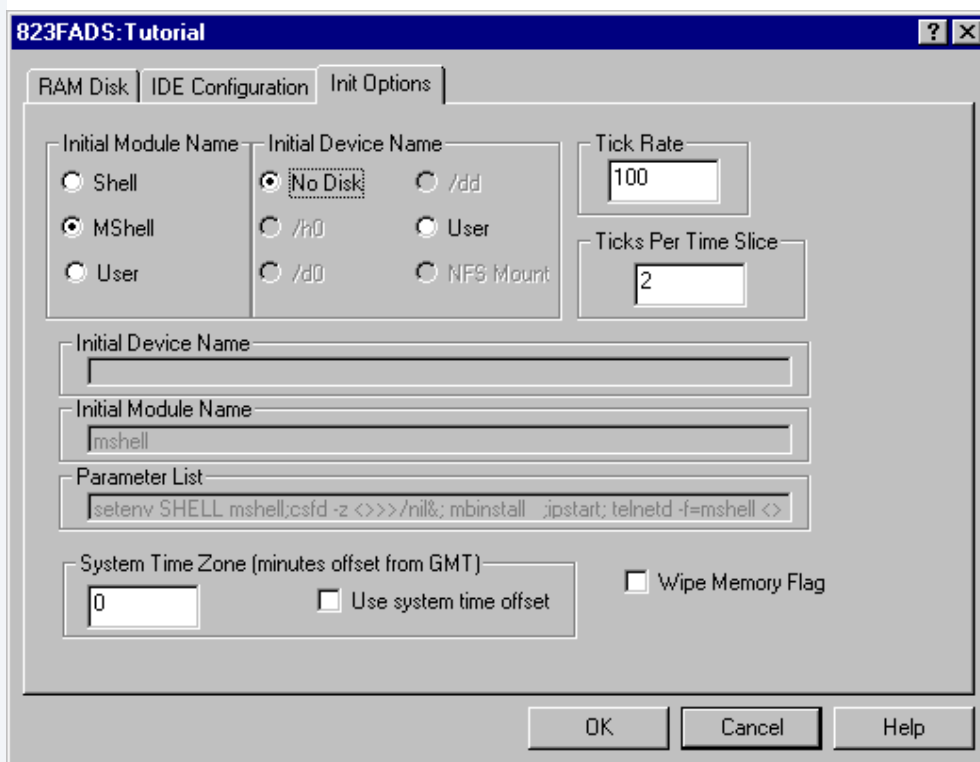 823FADS:Tutorial
RAM Disk IDE Configuration Init Options
Initial Module Name
Shell
MShell
User
Initial Device Name
No Disk /dd
/h0 User
/d0 NFS Mount
Tick Rate
100
Ticks Per Time Slice
2
Initial Device Name
Initial Module Name
mshell
Parameter List
setenv SHELL mshell;csfd -z <>>>/nil&; mbinstall ;ipstart; telnetd -f=mshell <>
System Time Zone (minutes offset from GMT)
0 Use system time offset
Wipe Memory Flag
OK Cancel Help